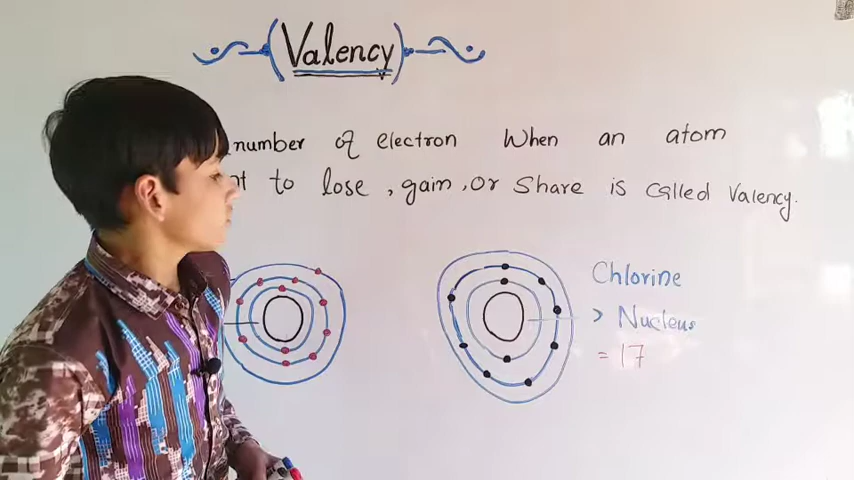 Valency
number of electron When an atom
to lose, gain, or Share is called Valency.
Chlorine
> Nucleus
= 17